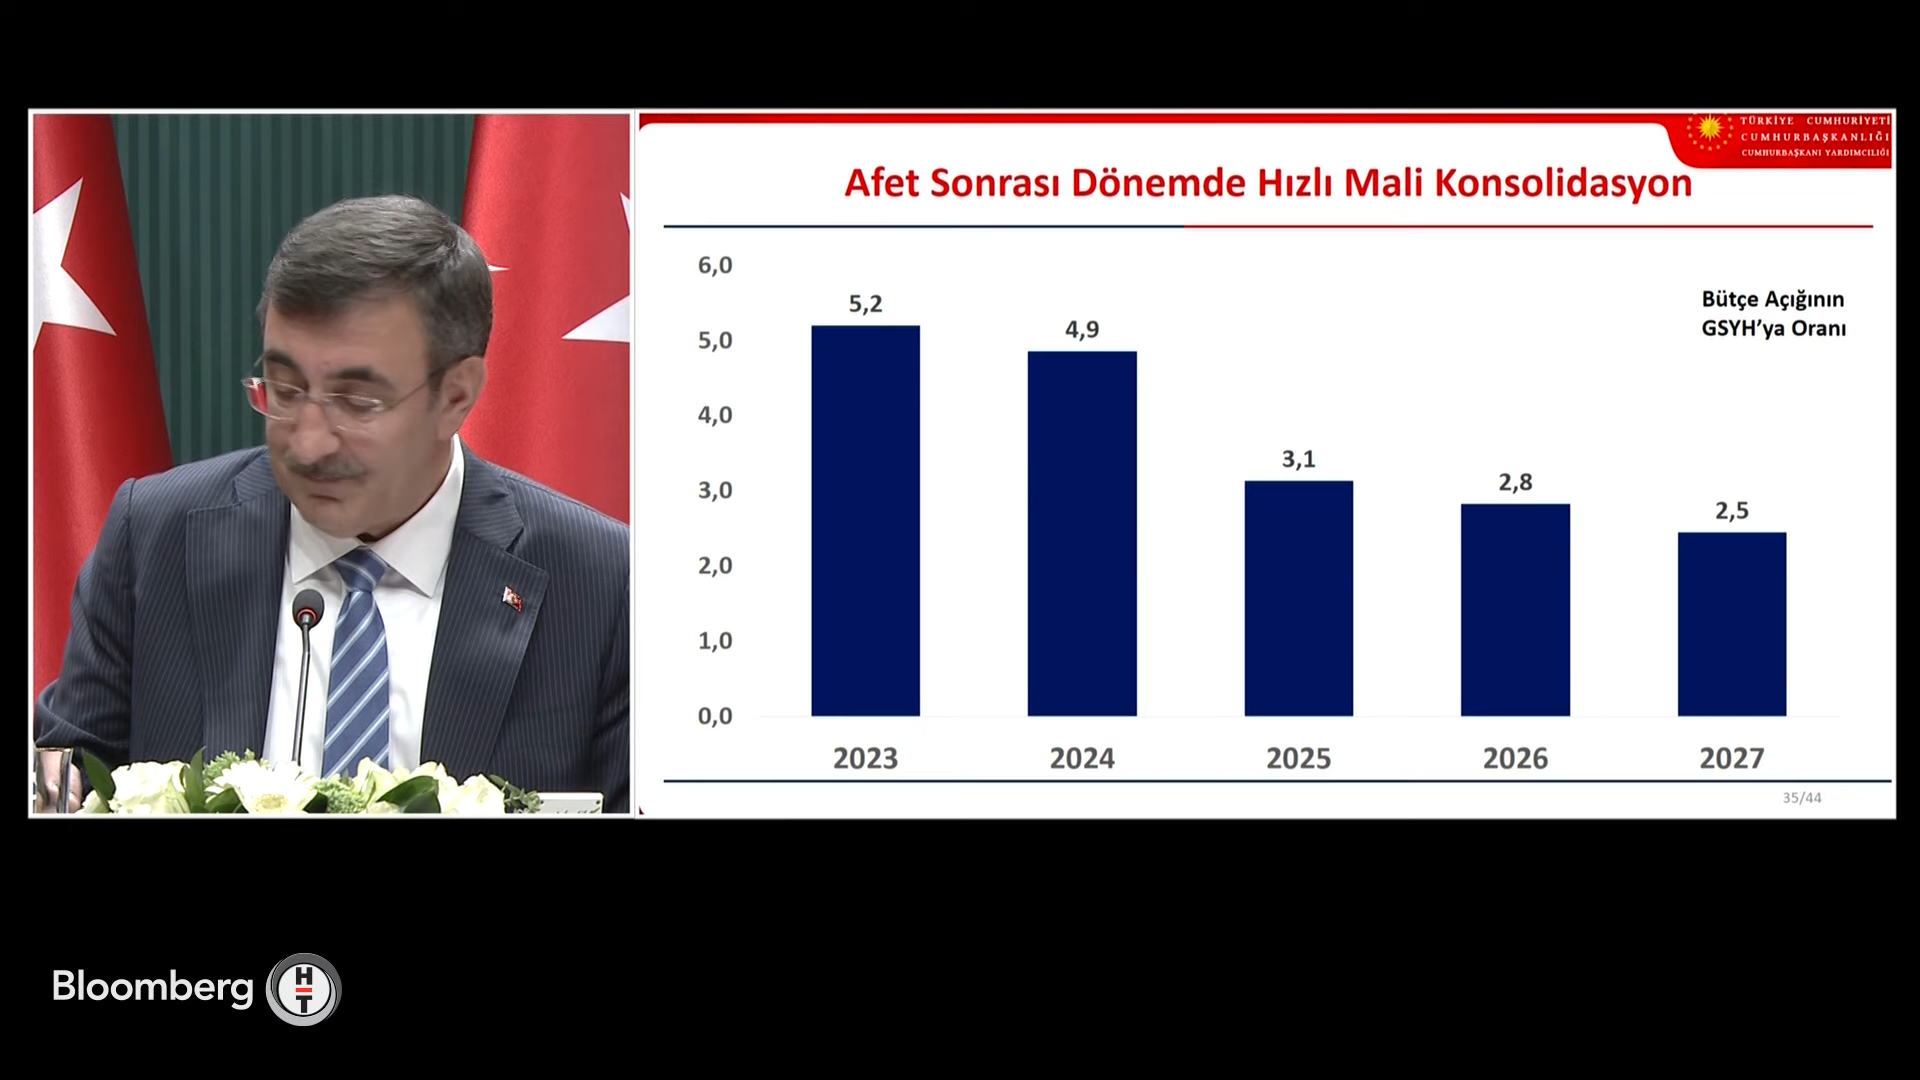 TÜRKİYE CUMHURİYETİ
CUMHURBAŞKANLIĞI
CUMHURBAŞKANI YARDIMCILIĞI
Afet Sonrası Dönemde Hızlı Mali Konsolidasyon
Bütçe Açığının
GSYH’ya Oranı
6,0
5,0
4,0
3,0
2,0
1,0
0,0
5,2
4,9
3,1
2,8
2,5
2023 2024 2025 2026 2027
35/44
Bloomberg HT